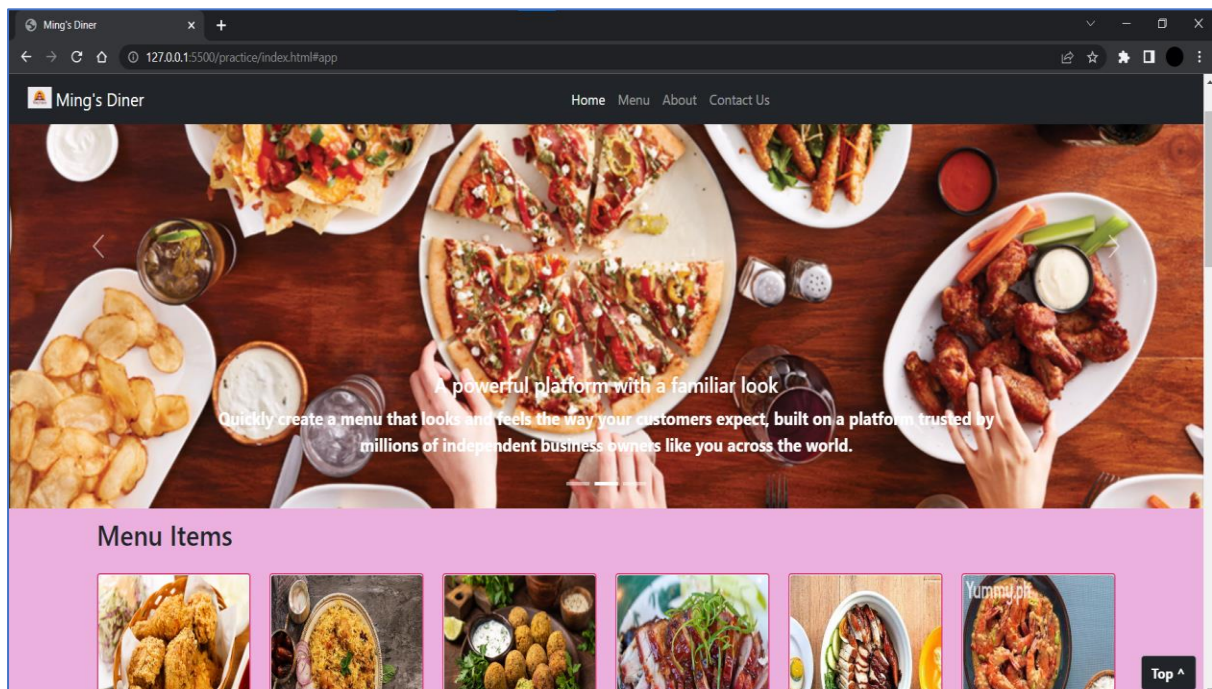 Ming's Diner
127.0.0.1:5500/practice/index.html#app
Ming's Diner
Home Menu About Contact Us
A powerful platform with a familiar look
Quickly create a menu that looks and feels the way your customers expect, built on a platform trusted by
millions of independent business owners like you across the world.
Menu Items
Yummy.ph
Top ^